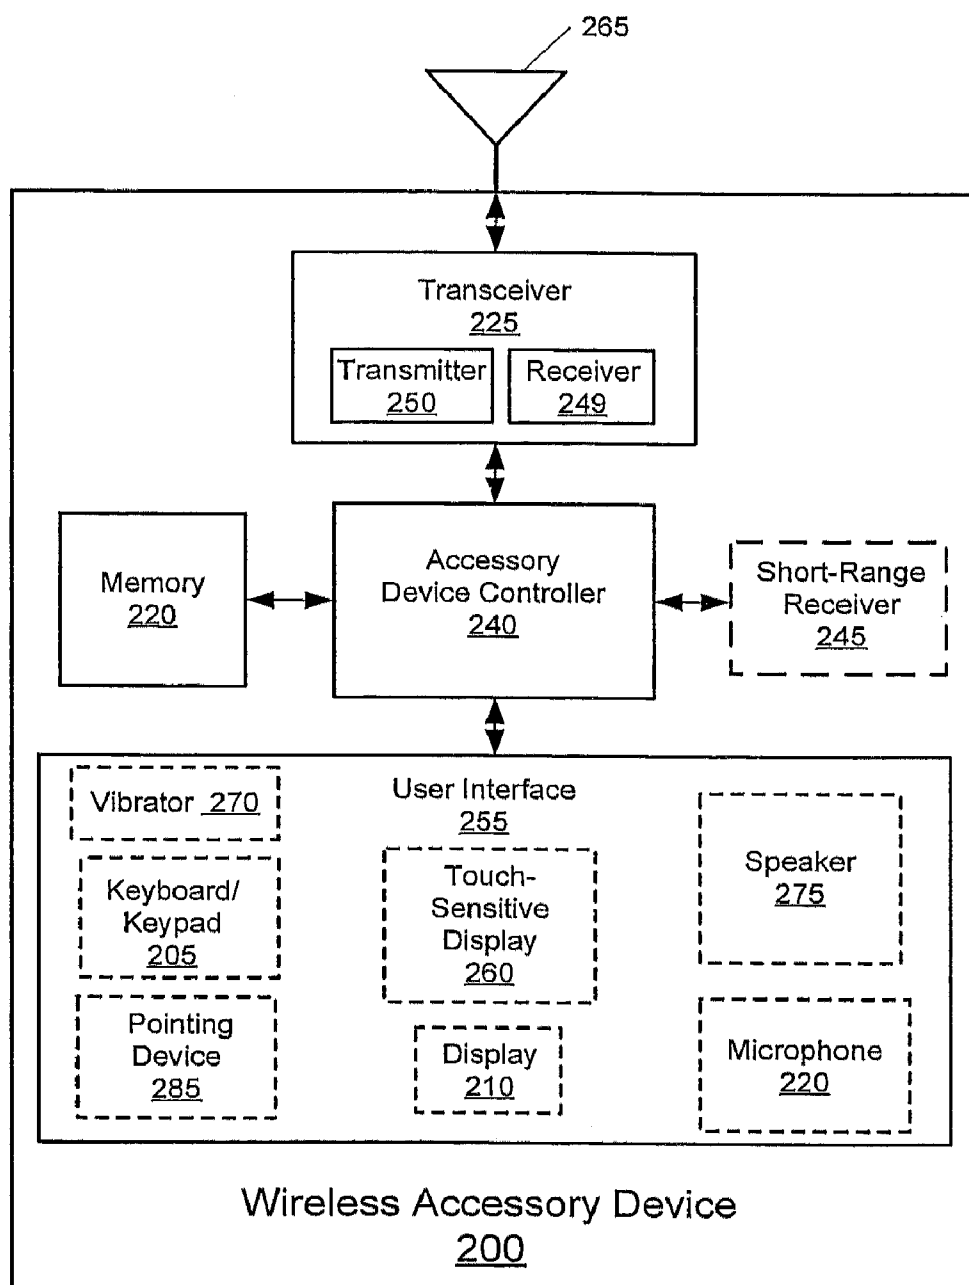 265
Transceiver
225
Transmitter
250
Receiver
249
Memory
220
Accessory
Device Controller
240
Short-Range
Receiver
245
User Interface
255
Vibrator 270
Keyboard/
Keypad
205
Pointing
Device
285
Touch-
Sensitive
Display
260
Display
210
Speaker
275
Microphone
220
Wireless Accessory Device
200